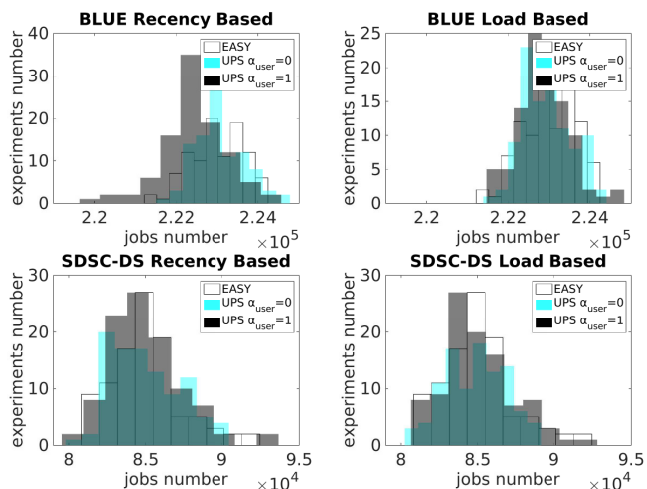 BLUE Recency Based
experiments number
40
30
20
10
0
EASY
UPS α_user=0
UPS α_user=1
2.2 2.222 2.224
jobs number
×10^5
BLUE Load Based
experiments number
25
20
15
10
5
0
EASY
UPS α_user=0
UPS α_user=1
2.2 2.222 2.224
jobs number
×10^5
SDSC-DS Recency Based
experiments number
30
20
10
0
EASY
UPS α_user=0
UPS α_user=1
8 8.5 9 9.5
jobs number
×10^4
SDSC-DS Load Based
experiments number
30
20
10
0
EASY
UPS α_user=0
UPS α_user=1
8 8.5 9 9.5
jobs number
×10^4